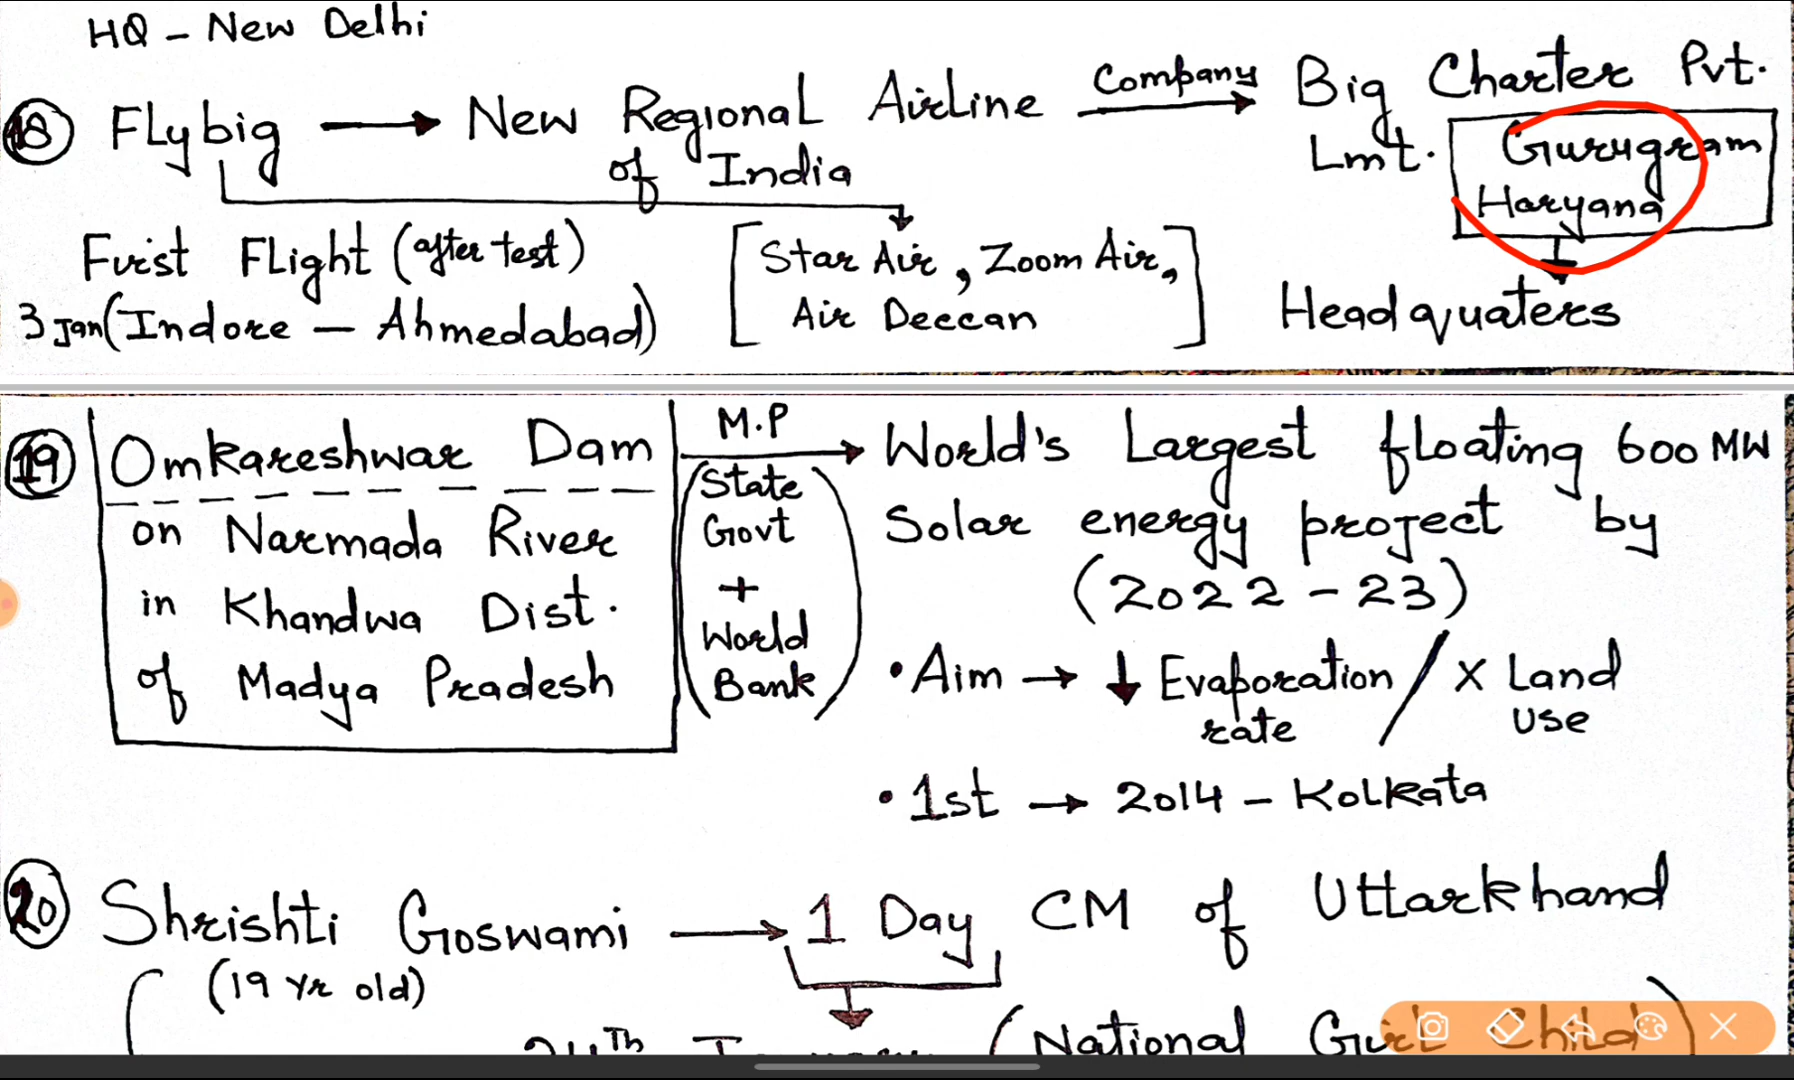 HQ - New Delhi
18 Flybig → New Regional Airline Company → Big Charter Pvt.
of India Lmt. Gurugram
Haryana
First Flight (after test) [Star Air, Zoom Air,
3 Jan (Indore - Ahmedabad) Air Deccan] Headquaters
19 Omkareshwar Dam M.P → World's Largest floating 600 MW
on Narmada River (State Govt Solar energy project by
in Khandwa Dist. + World (2022-23)
of Madya Pradesh Bank) • Aim → ↓ Evaporation / x Land
rate use
• 1st → 2014 - Kolkata
20 Shrishti Goswami → 1 Day CM of Uttarkhand
(19 Yr old)
24Th (National Girl Child)